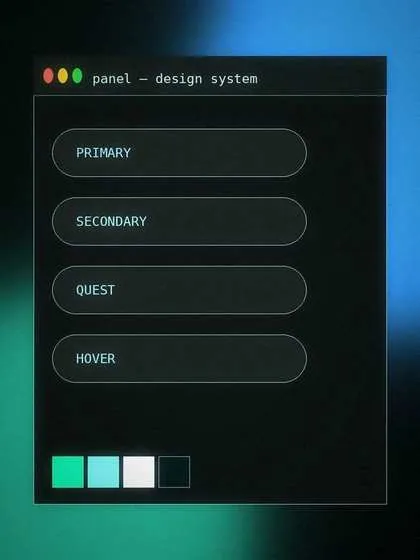 panel — design system
PRIMARY
SECONDARY
QUEST
HOVER